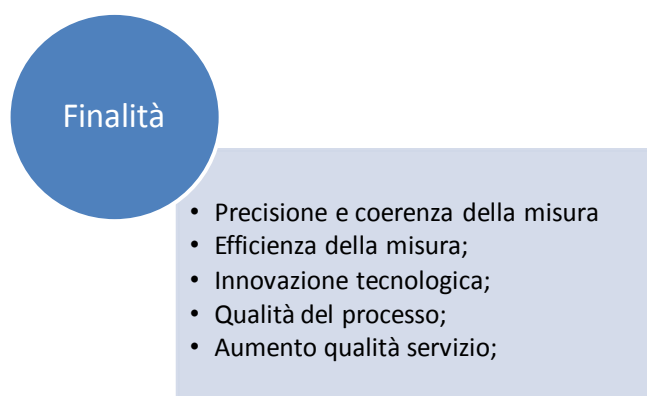 Finalità
• Precisione e coerenza della misura
• Efficienza della misura;
• Innovazione tecnologica;
• Qualità del processo;
• Aumento qualità servizio;